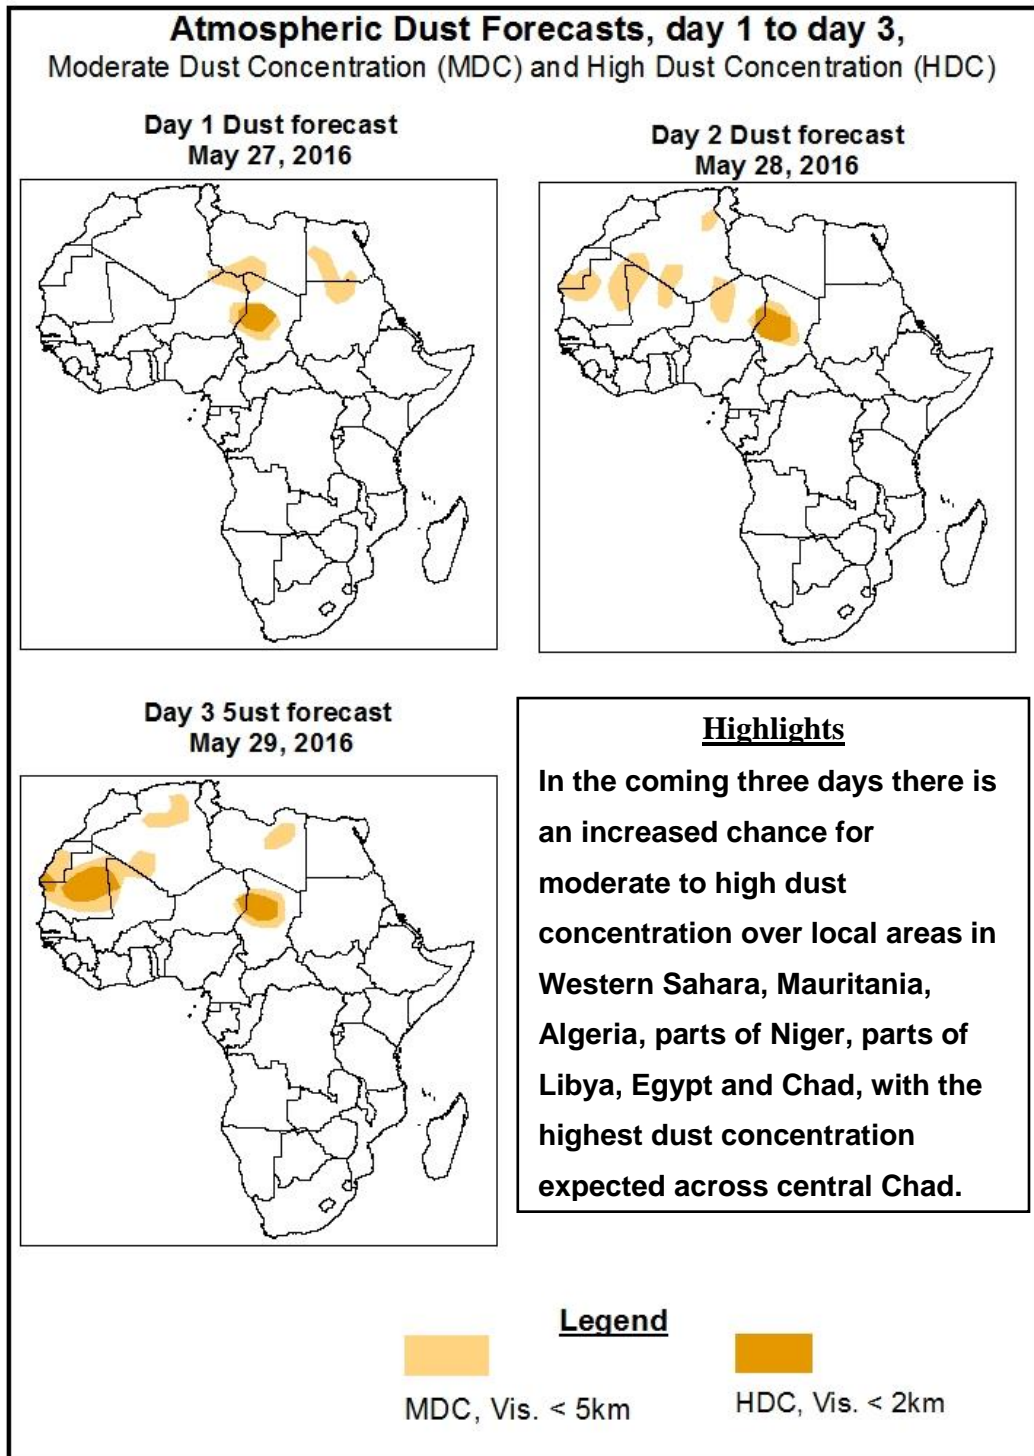 Atmospheric Dust Forecasts, day 1 to day 3,
Moderate Dust Concentration (MDC) and High Dust Concentration (HDC)
Day 1 Dust forecast
May 27, 2016
Day 2 Dust forecast
May 28, 2016
Day 3 5ust forecast
May 29, 2016
Highlights
In the coming three days there is
an increased chance for
moderate to high dust
concentration over local areas in
Western Sahara, Mauritania,
Algeria, parts of Niger, parts of
Libya, Egypt and Chad, with the
highest dust concentration
expected across central Chad.
Legend
MDC, Vis. < 5km
HDC, Vis. < 2km